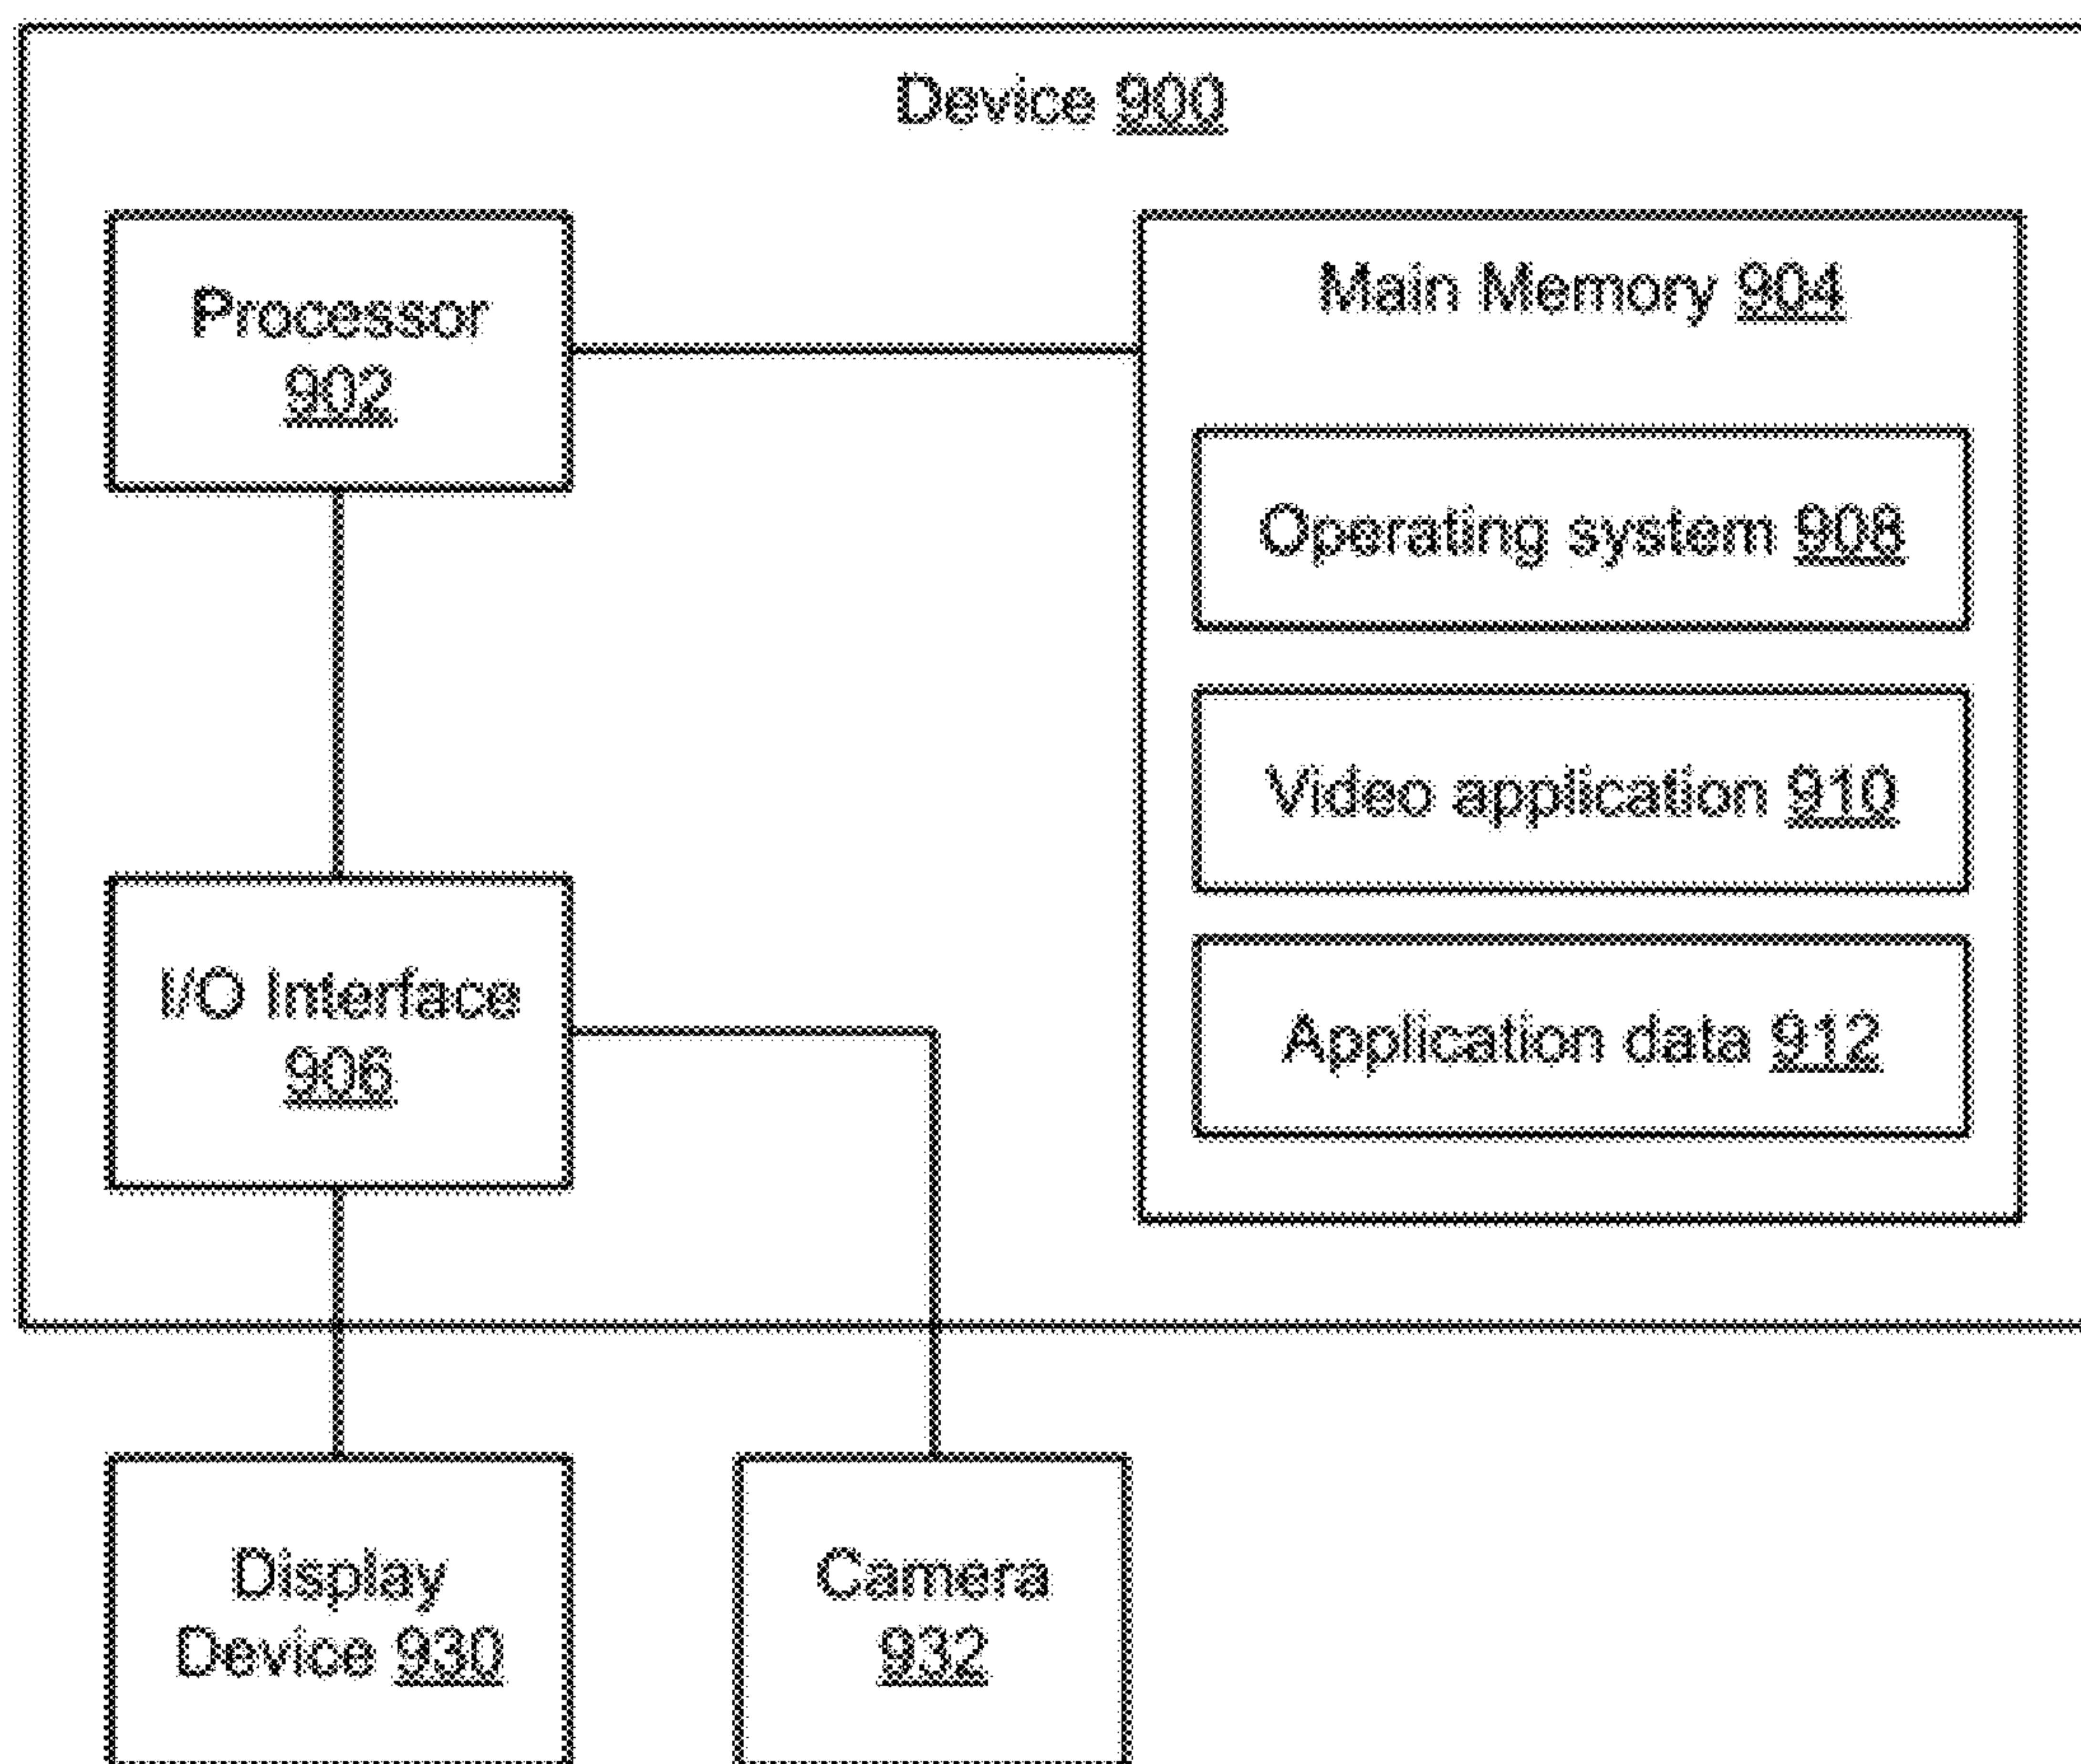 Device 900
Processor
902
Main Memory 904
Operating system 908
Video application 910
Application data 912
I/O Interface
906
Display
Device 930
Camera
932